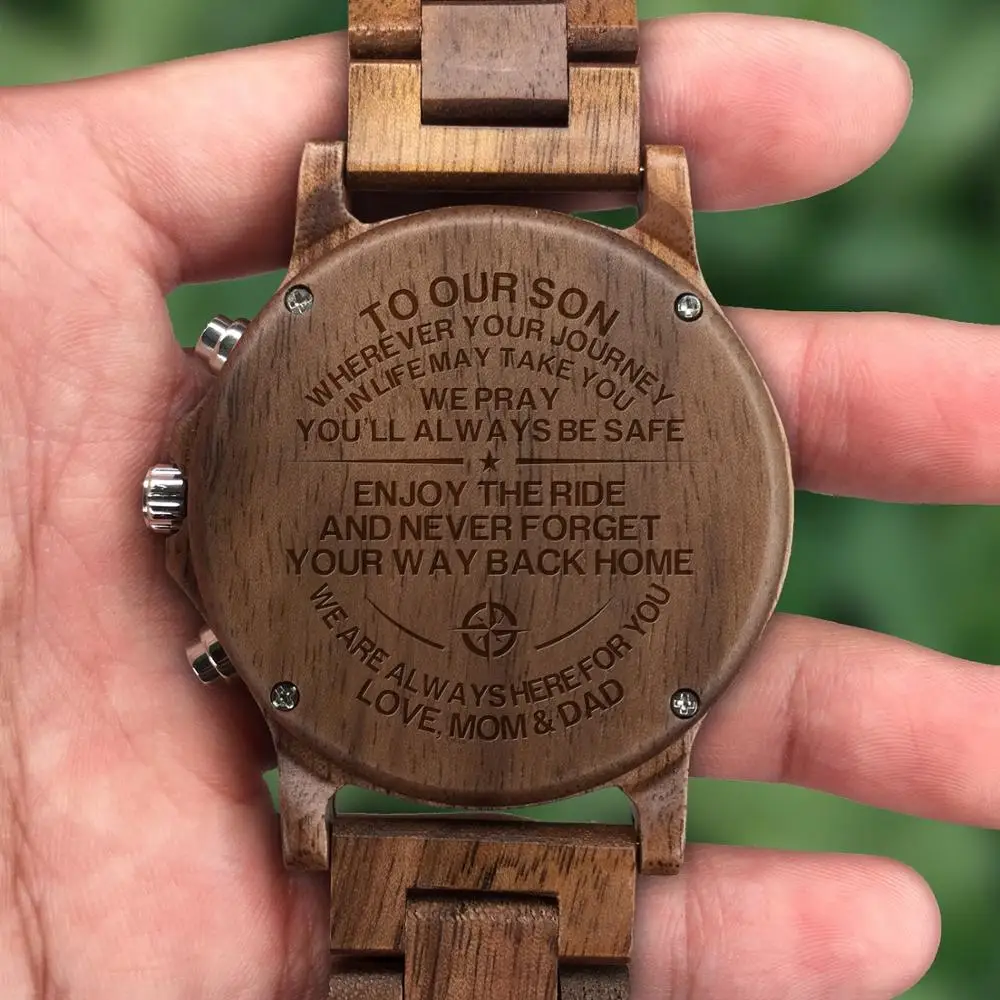 TO OUR SON
WHEREVER YOUR JOURNEY
IN LIFE MAY TAKE YOU
WE PRAY
YOU'LL ALWAYS BE SAFE
ENJOY THE RIDE
AND NEVER FORGET
YOUR WAY BACK HOME
WE ARE ALWAYS HERE FOR YOU
LOVE, MOM & DAD